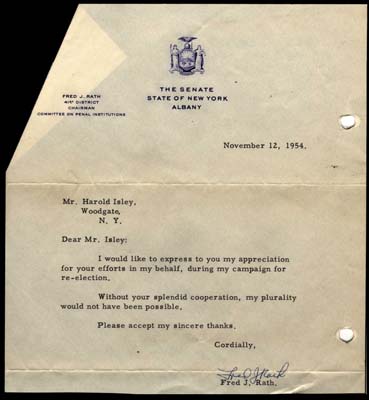 THE SENATE
STATE OF NEW YORK
ALBANY
FRED J. RATH
41ST DISTRICT
CHAIRMAN
COMMITTEE ON PENAL INSTITUTIONS
November 12, 1954.
Mr. Harold Isley,
Woodgate,
N. Y.
Dear Mr. Isley:
I would like to express to you my appreciation
for your efforts in my behalf, during my campaign for
re-election.
Without your splendid cooperation, my plurality
would not have been possible.
Please accept my sincere thanks.
Cordially,
Fred J Rath
Fred J. Rath.